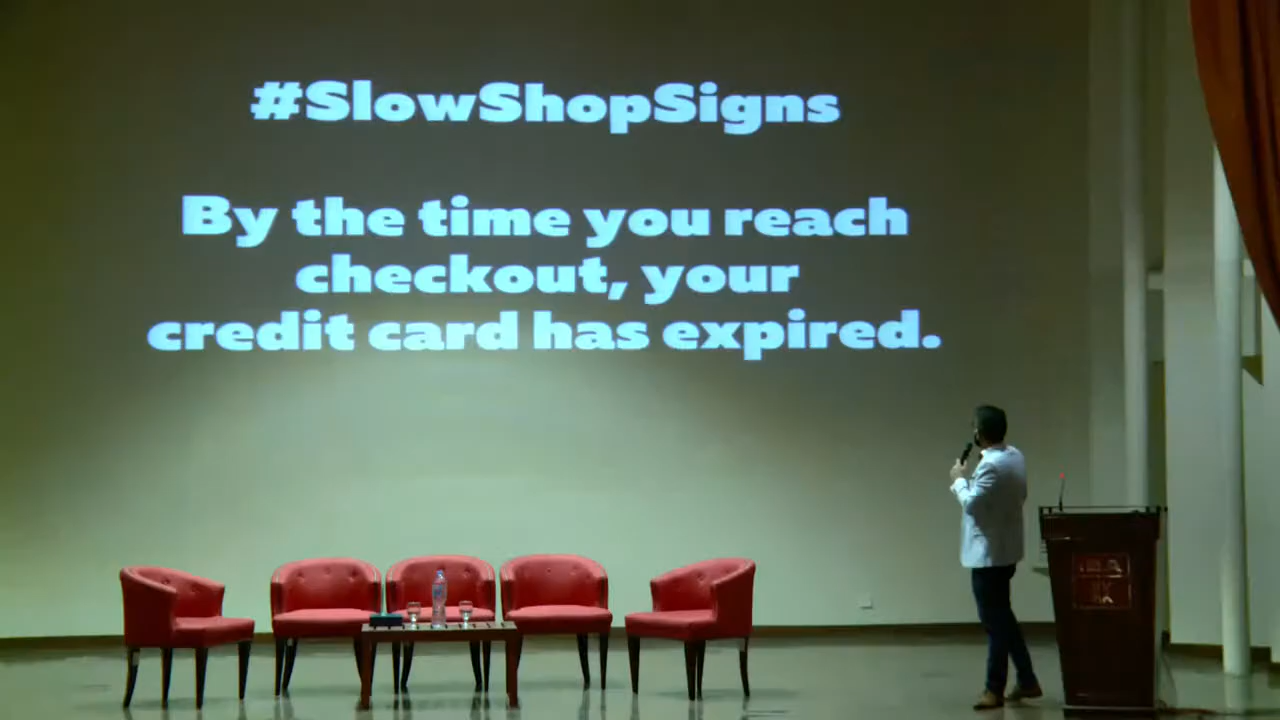 #SlowShopSigns
By the time you reach
checkout, your
credit card has expired.